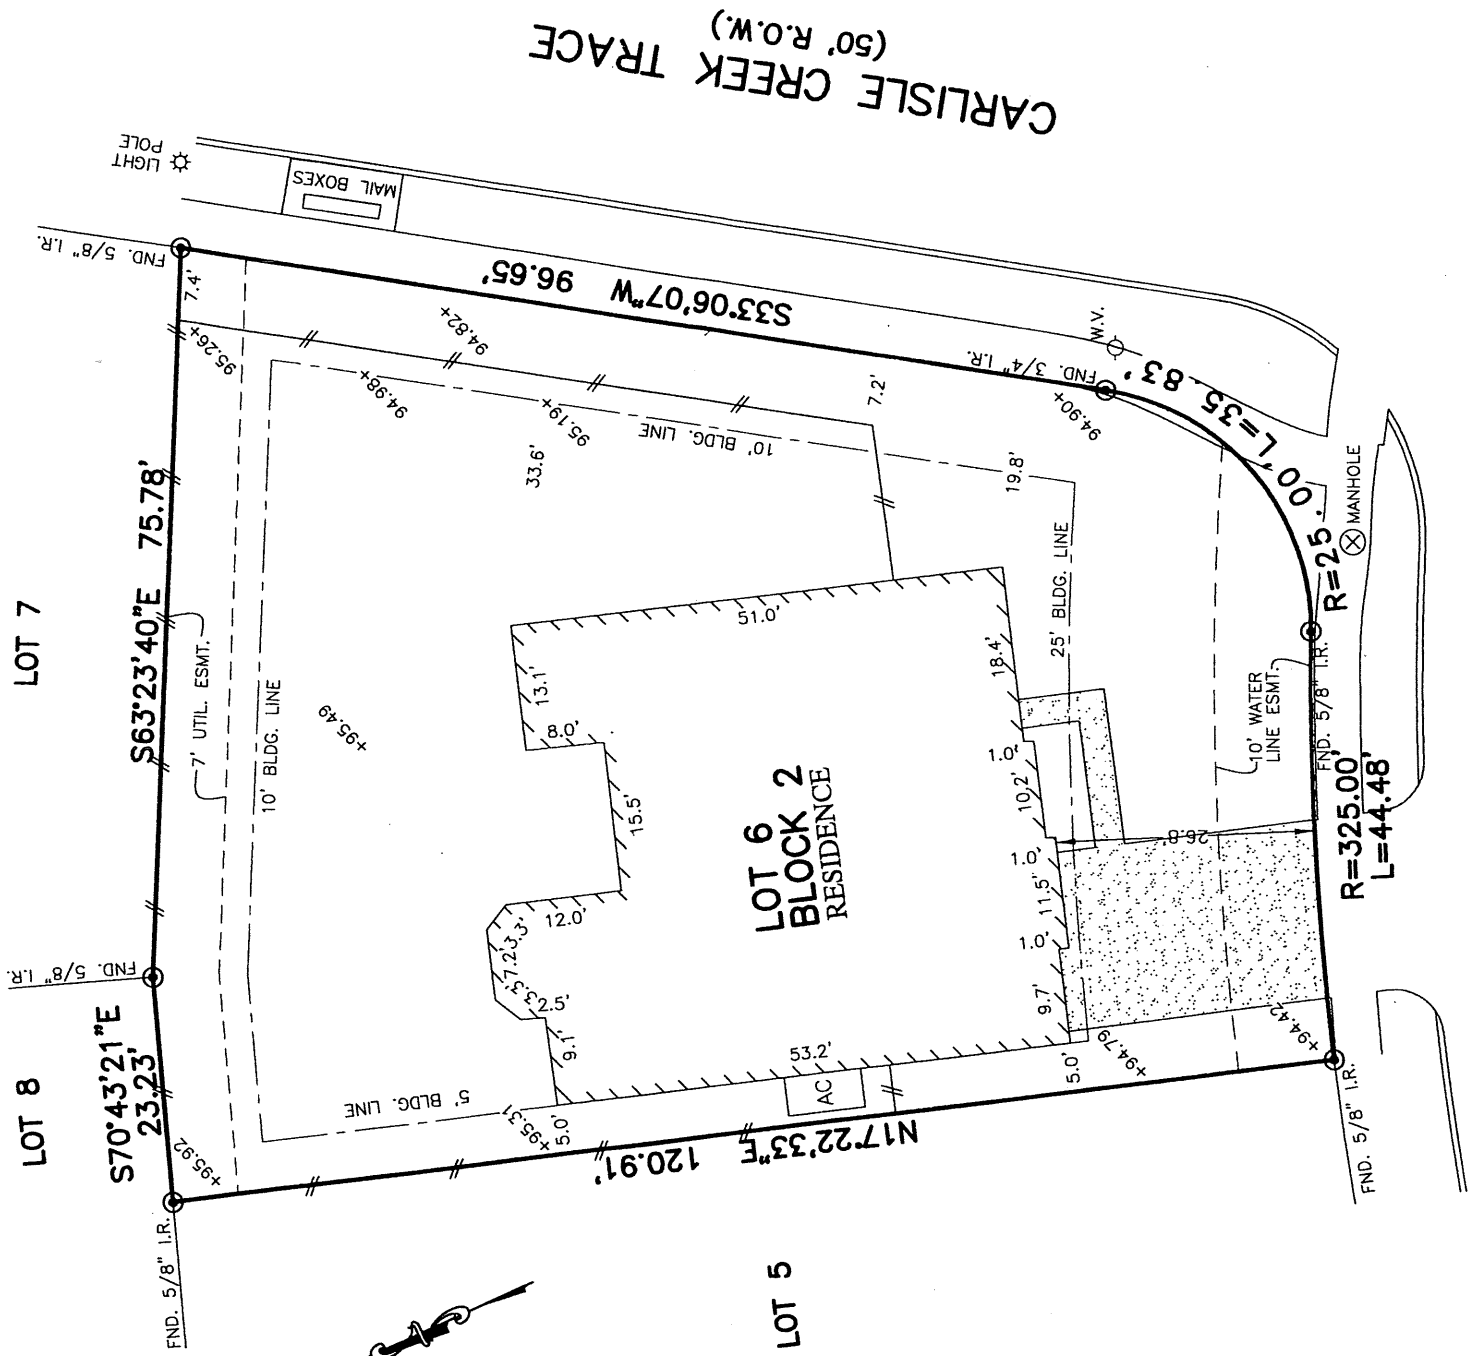 CARLISLE CREEK TRACE
(50' R.O.W.)
LIGHT
POLE
MAIL BOXES
FND. 5/8" I.R.
7.4'
S33°06'07"W 96.65'
95.26+
94.82+
94.98+
95.19+
10' BLDG. LINE
33.6'
7.2'
19.8'
94.90+
FND. 3/4" I.R.
W.V.
R=25.00' L=35.83'
MANHOLE
LOT 7
S63°23'40"E 75.78'
7' UTIL. ESMT.
10' BLDG. LINE
+95.49
51.0'
13.1'
8.0'
15.5'
12.0'
3.3'
7.2'
3.3'
2.5'
9.1'
53.2'
18.4'
1.0'
10.2'
1.0'
11.5'
1.0'
9.7'
25' BLDG. LINE
10' WATER
LINE ESMT.
FND. 5/8" I.R.
26.8'
R=325.00'
L=44.48'
LOT 6
BLOCK 2
RESIDENCE
FND. 5/8" I.R.
LOT 8
S70°43'21"E
23.23'
+95.92
5' BLDG. LINE
+95.31
5.0'
AC
5.0'
+94.79
+94.42
N17°22'33"E 120.91'
FND. 5/8" I.R.
FND. 5/8" I.R.
LOT 5